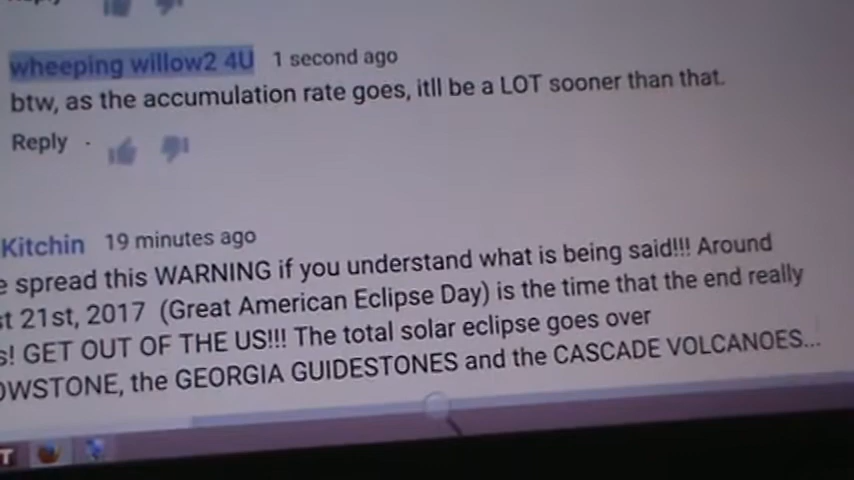 wheeping willow2 4U 1 second ago
btw, as the accumulation rate goes, itll be a LOT sooner than that.
Reply ·
Kitchin 19 minutes ago
e spread this WARNING if you understand what is being said!!! Around
st 21st, 2017 (Great American Eclipse Day) is the time that the end really
s! GET OUT OF THE US!!! The total solar eclipse goes over
OWSTONE, the GEORGIA GUIDESTONES and the CASCADE VOLCANOES...